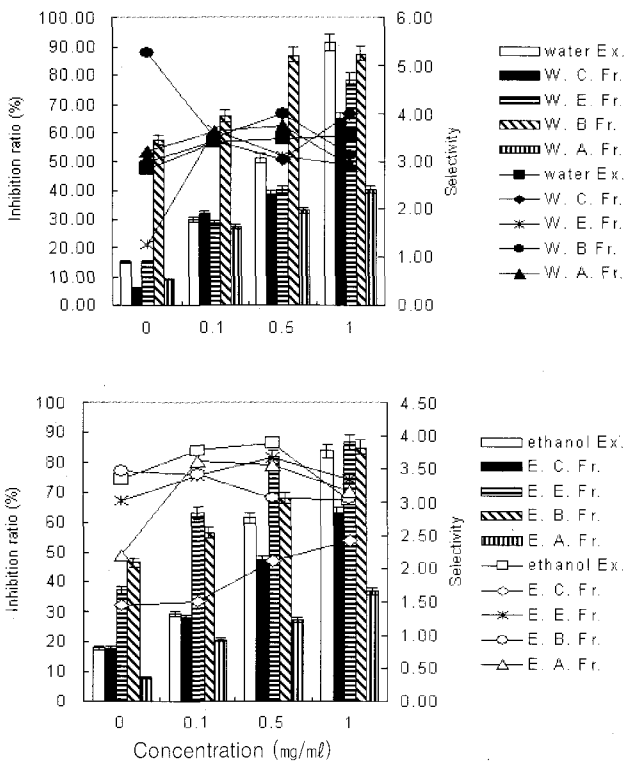 100.00
90.00
80.00
70.00
60.00
50.00
40.00
30.00
20.00
10.00
0.00
Inhibition ratio (%)
6.00
5.00
4.00
3.00
2.00
1.00
0.00
Selectivity
0 0.1 0.5 1
water Ex.
W. C. Fr.
W. E. Fr.
W. B Fr.
W. A. Fr.
water Ex.
W. C. Fr.
W. E. Fr.
W. B Fr.
W. A. Fr.
100
90
80
70
60
50
40
30
20
10
0
Inhibition ratio (%)
4.50
4.00
3.50
3.00
2.50
2.00
1.50
1.00
0.50
0.00
Selectivity
0 0.1 0.5 1
Concentration (mg/mℓ)
ethanol Ex.
E. C. Fr.
E. E. Fr.
E. B. Fr.
E. A. Fr.
ethanol Ex.
E. C. Fr.
E. E. Fr.
E. B. Fr.
E. A. Fr.